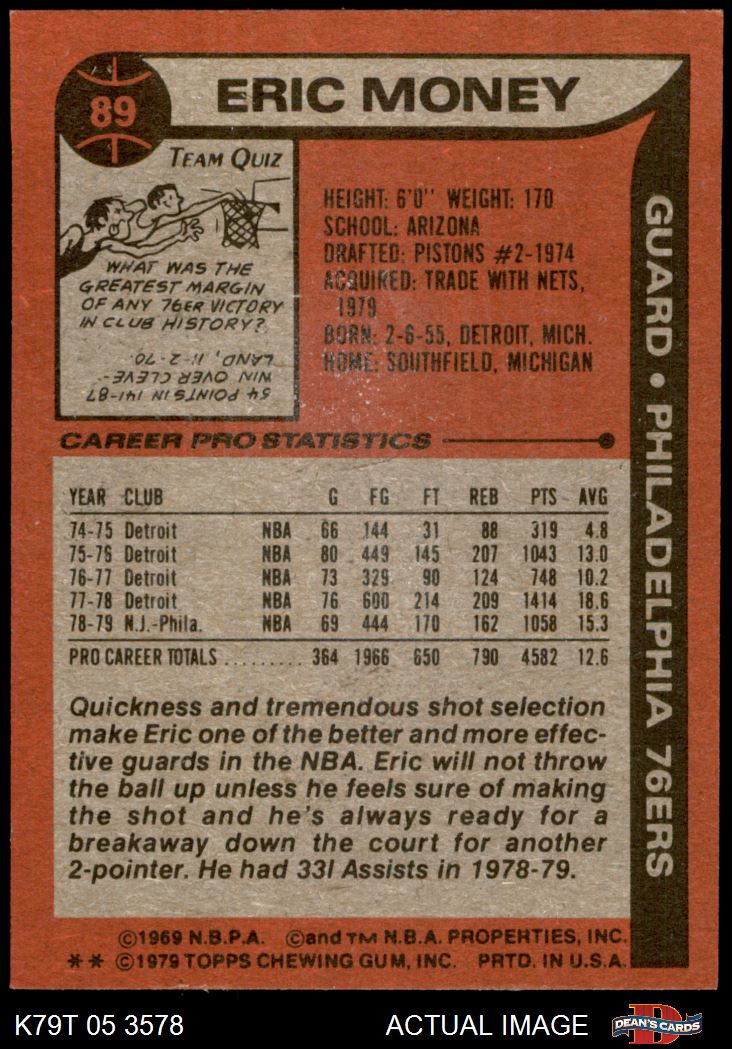 89
ERIC MONEY
TEAM QUIZ
WHAT WAS THE
GREATEST MARGIN
OF ANY 76ER VICTORY
IN CLUB HISTORY?
54 POINTS IN 141-87
WIN OVER CLEVE-
LAND, 11-2-70.
HEIGHT: 6'0" WEIGHT: 170
SCHOOL: ARIZONA
DRAFTED: PISTONS #2-1974
ACQUIRED: TRADE WITH NETS,
1979
BORN: 2-6-55, DETROIT, MICH.
HOME: SOUTHFIELD, MICHIGAN
GUARD • PHILADELPHIA 76ERS
CAREER PRO STATISTICS
YEAR CLUB G FG FT REB PTS AVG
74-75 Detroit NBA 66 144 31 88 319 4.8
75-76 Detroit NBA 80 449 145 207 1043 13.0
76-77 Detroit NBA 73 329 90 124 748 10.2
77-78 Detroit NBA 76 600 214 209 1414 18.6
78-79 N.J.-Phila. NBA 69 444 170 162 1058 15.3
PRO CAREER TOTALS ......... 364 1966 650 790 4582 12.6
Quickness and tremendous shot selection
make Eric one of the better and more effec-
tive guards in the NBA. Eric will not throw
the ball up unless he feels sure of making
the shot and he's always ready for a
breakaway down the court for another
2-pointer. He had 331 Assists in 1978-79.
©1969 N.B.P.A. ©and TM N.B.A. PROPERTIES, INC.
** ©1979 TOPPS CHEWING GUM, INC. PRTD. IN U.S.A.
K79T 05 3578 ACTUAL IMAGE DEAN'S CARDS